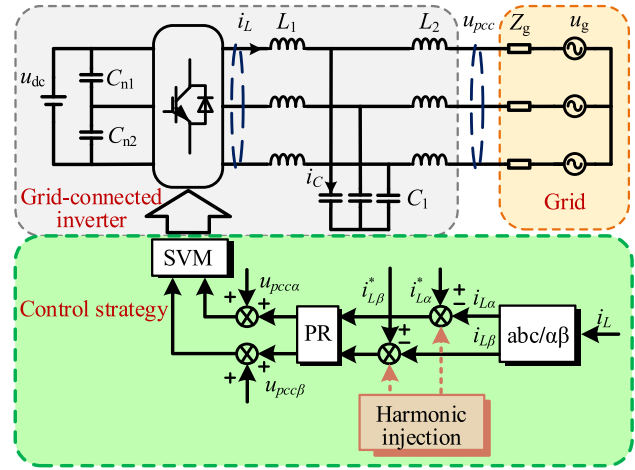 i_L L_1 L_2 u_pcc Z_g u_g
u_dc C_n1
C_n2
i_C C_1
Grid-connected
inverter
Grid
SVM
u_pccα i*_Lβ i*_Lα
+ + + − i_Lα
Control strategy
PR + − i_Lβ abc/αβ i_L
+ +
u_pccβ
Harmonic
injection